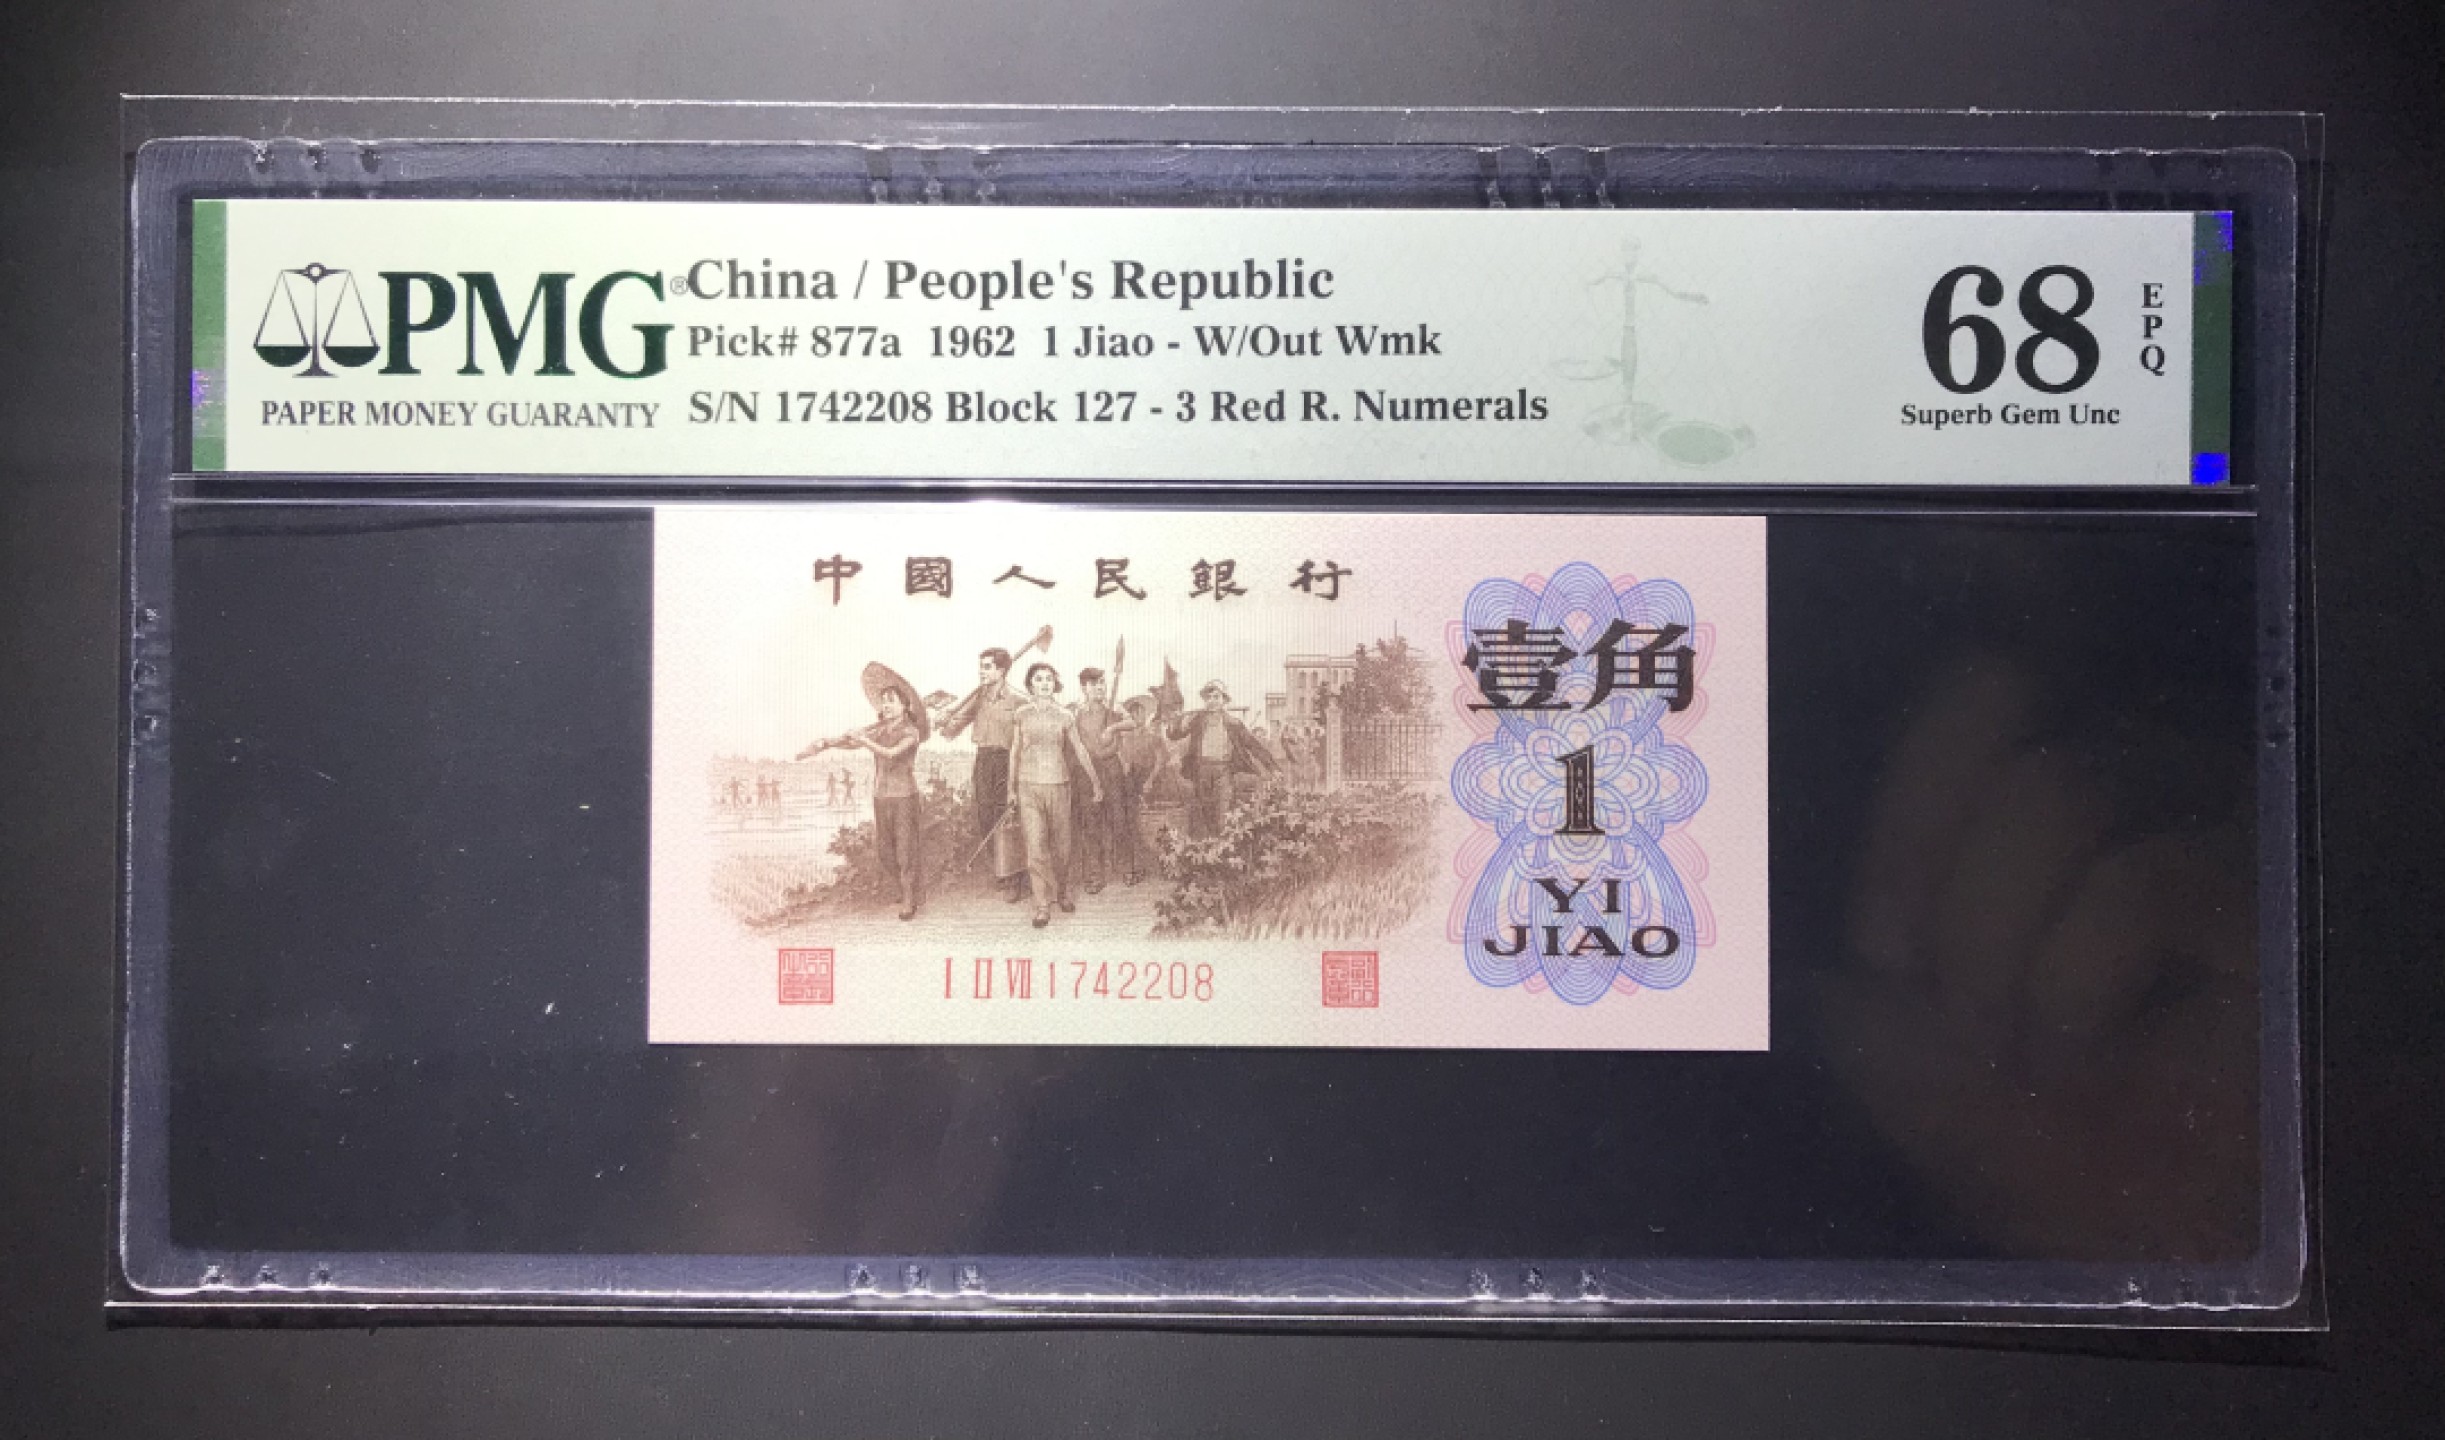 PMG®
PAPER MONEY GUARANTY
China / People's Republic
Pick# 877a 1962 1 Jiao - W/Out Wmk
S/N 1742208 Block 127 - 3 Red R. Numerals
68
EPQ
Superb Gem Unc
中國人民銀行
壹角
1
YI
JIAO
I II VII 1742208